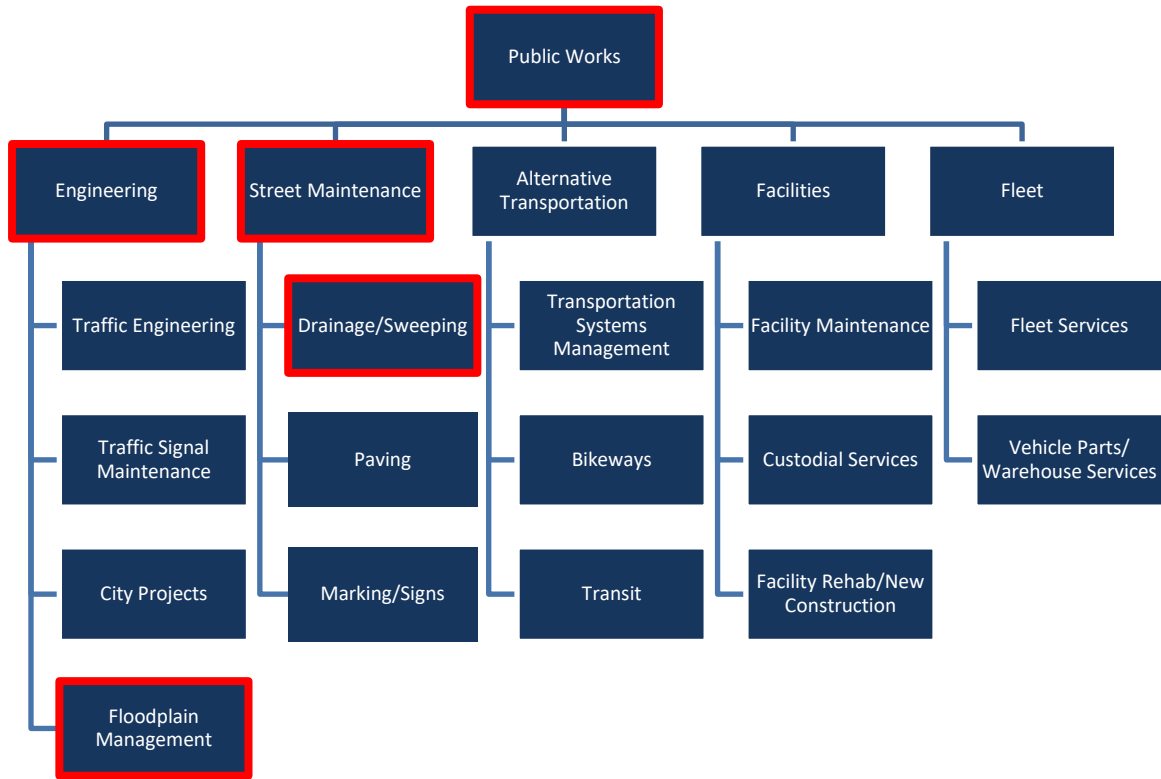 Public Works
Engineering
Street Maintenance
Alternative
Transportation
Facilities
Fleet
Traffic Engineering
Drainage/Sweeping
Transportation
Systems
Management
Facility Maintenance
Fleet Services
Traffic Signal
Maintenance
Paving
Bikeways
Custodial Services
Vehicle Parts/
Warehouse Services
City Projects
Marking/Signs
Transit
Facility Rehab/New
Construction
Floodplain
Management